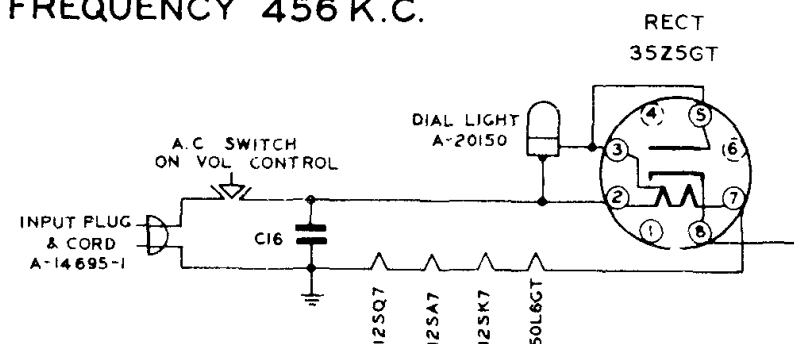 FREQUENCY 456 K.C.
RECT
35Z5GT
DIAL LIGHT
A-20150
A.C SWITCH
ON VOL CONTROL
INPUT PLUG
& CORD
A-14695-1
C16
4
5
3
6
2
7
1
8
12SQ7
12SA7
12SK7
50L6GT